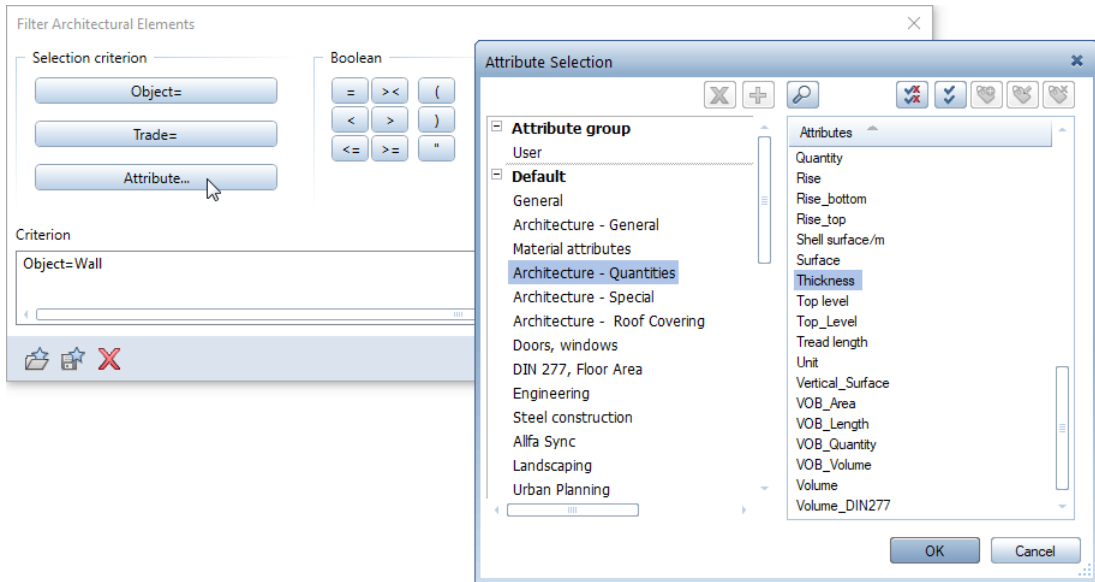 Filter Architectural Elements
Selection criterion
Object=
Trade=
Attribute...
Boolean
= >< (
< > )
<= >= "
Criterion
Object=Wall
Attribute Selection
Attribute group
User
Default
General
Architecture - General
Material attributes
Architecture - Quantities
Architecture - Special
Architecture - Roof Covering
Doors, windows
DIN 277, Floor Area
Engineering
Steel construction
Allfa Sync
Landscaping
Urban Planning
Attributes
Quantity
Rise
Rise_bottom
Rise_top
Shell surface/m
Surface
Thickness
Top level
Top_Level
Tread length
Unit
Vertical_Surface
VOB_Area
VOB_Length
VOB_Quantity
VOB_Volume
Volume
Volume_DIN277
OK
Cancel